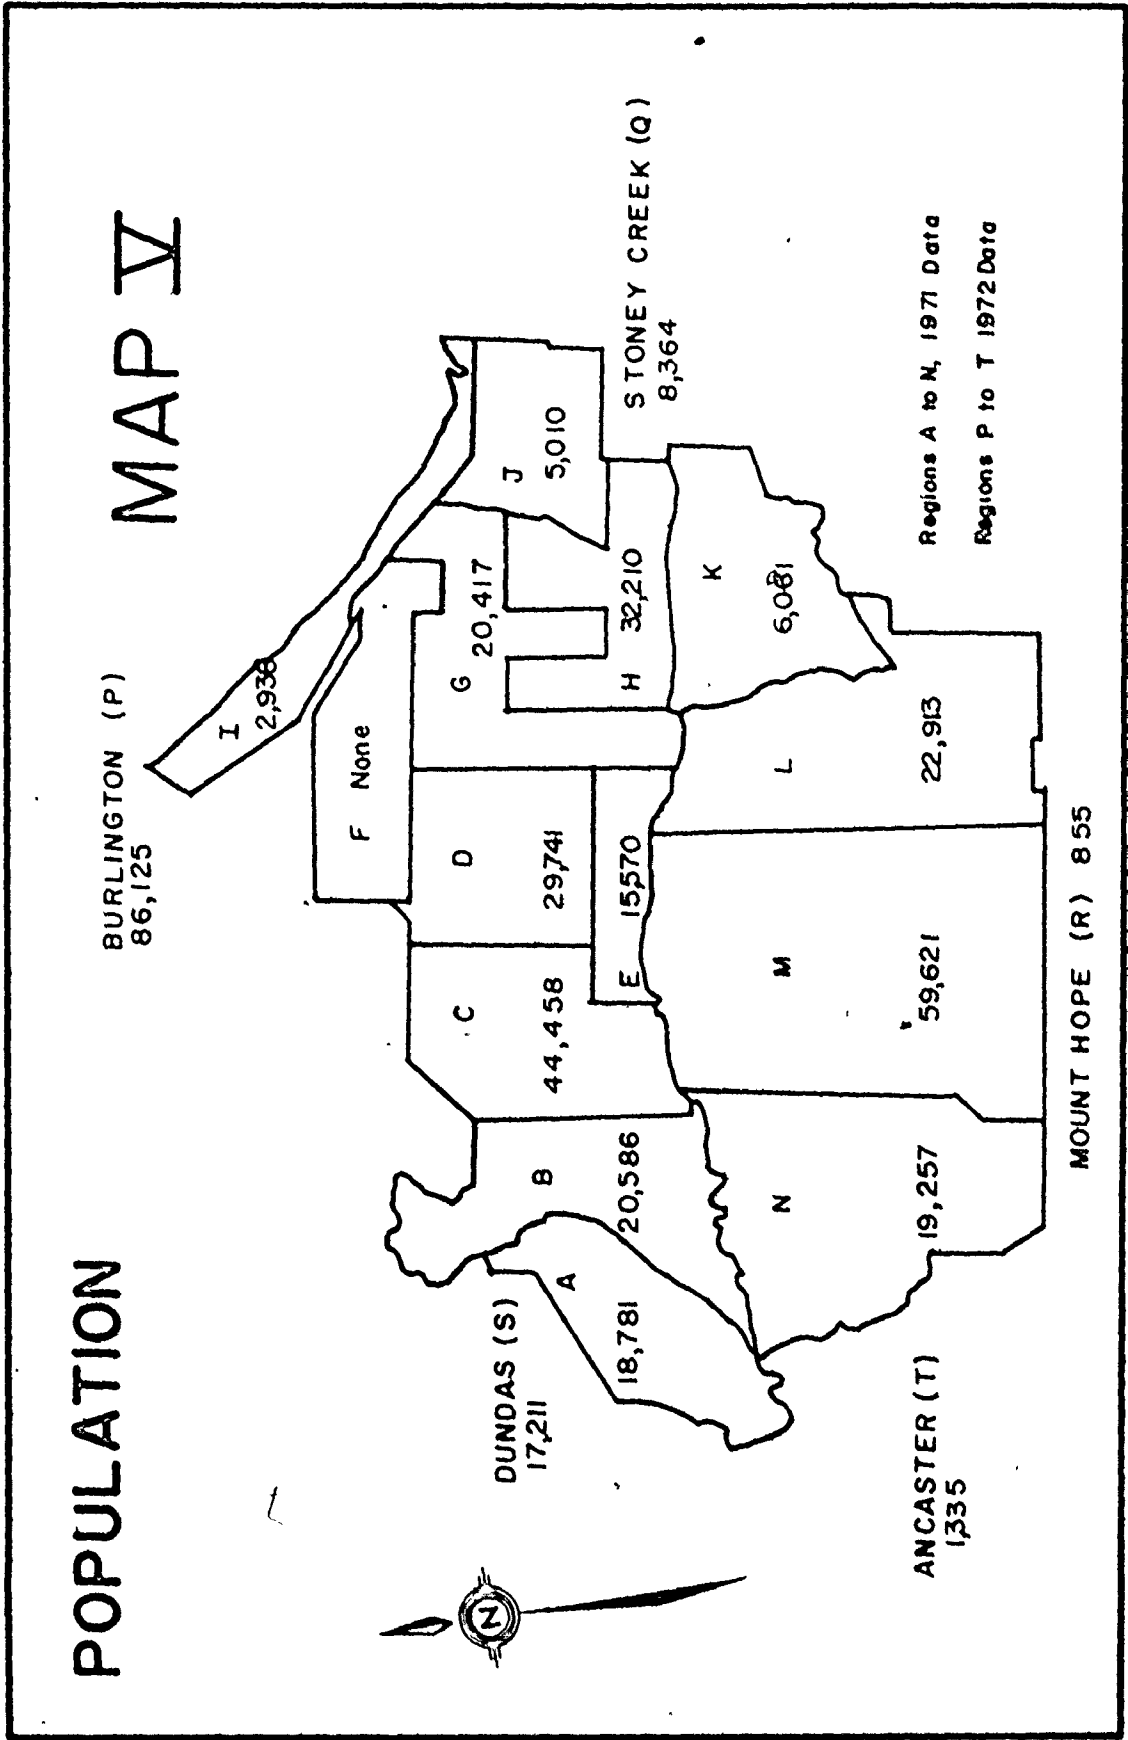 POPULATION
MAP V
BURLINGTON (P)
86,125
I
2,938
F None
C
44,458
D
29,741
G
20,417
J
5,010
B
20,586
A
18,781
E 15,570
H 32,210
STONEY CREEK (Q)
8,364
DUNDAS (S)
17,211
K
N
19,257
M
59,621
L
22,913
ANCASTER (T)
1,335
MOUNT HOPE (R) 855
Regions A to N, 1971 Data
Regions P to T 1972 Data
N